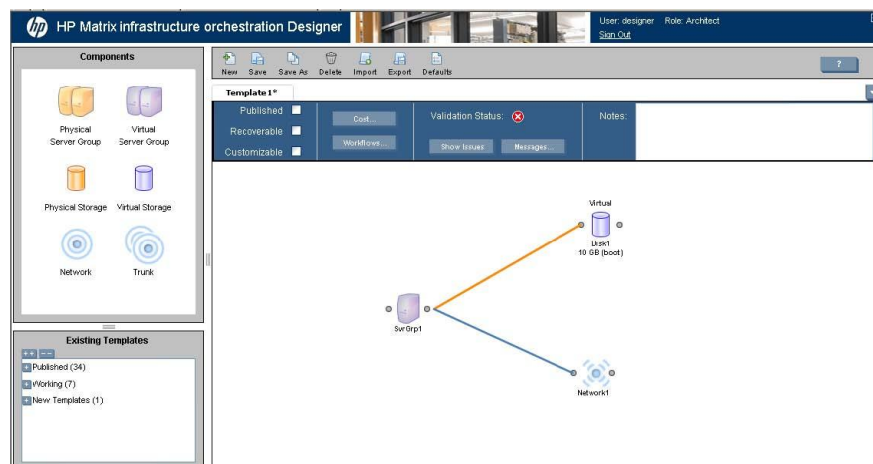 hp HP Matrix infrastructure orchestration Designer
User: designer Role: Architect
Sign Out
Components
Physical Server Group
Virtual Server Group
Physical Storage
Virtual Storage
Network
Trunk
New Save Save As Delete Import Export Defaults
?
Template1*
Published
Recoverable
Customizable
Cost...
Workflows...
Validation Status:
Show Issues
Messages...
Notes:
Virtual
Disk1
10 GB (boot)
SvrGrp1
Network1
Existing Templates
++ --
Published (34)
Working (7)
New Templates (1)